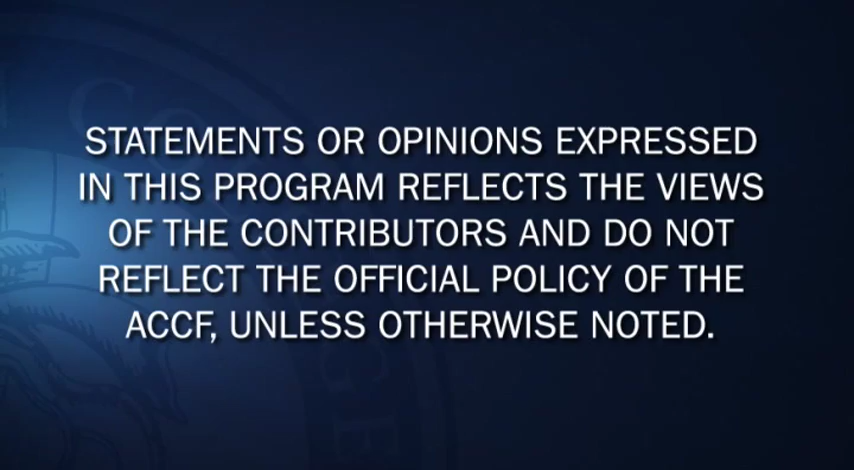 STATEMENTS OR OPINIONS EXPRESSED
IN THIS PROGRAM REFLECTS THE VIEWS
OF THE CONTRIBUTORS AND DO NOT
REFLECT THE OFFICIAL POLICY OF THE
ACCF, UNLESS OTHERWISE NOTED.